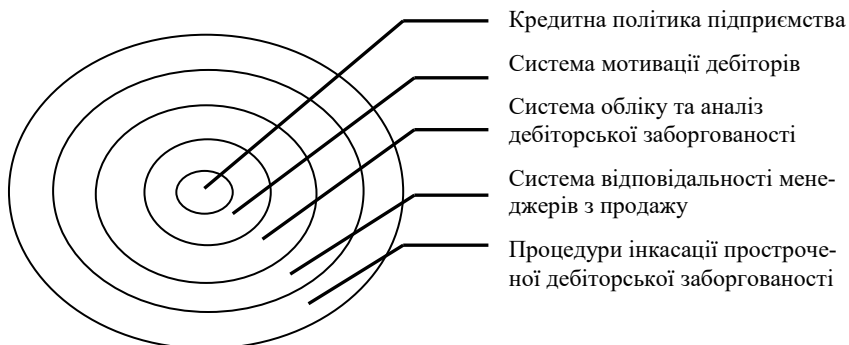 Кредитна політика підприємства
Система мотивації дебіторів
Система обліку та аналіз
дебіторської заборгованості
Система відповідальності мене-
джерів з продажу
Процедури інкасації простроче-
ної дебіторської заборгованості